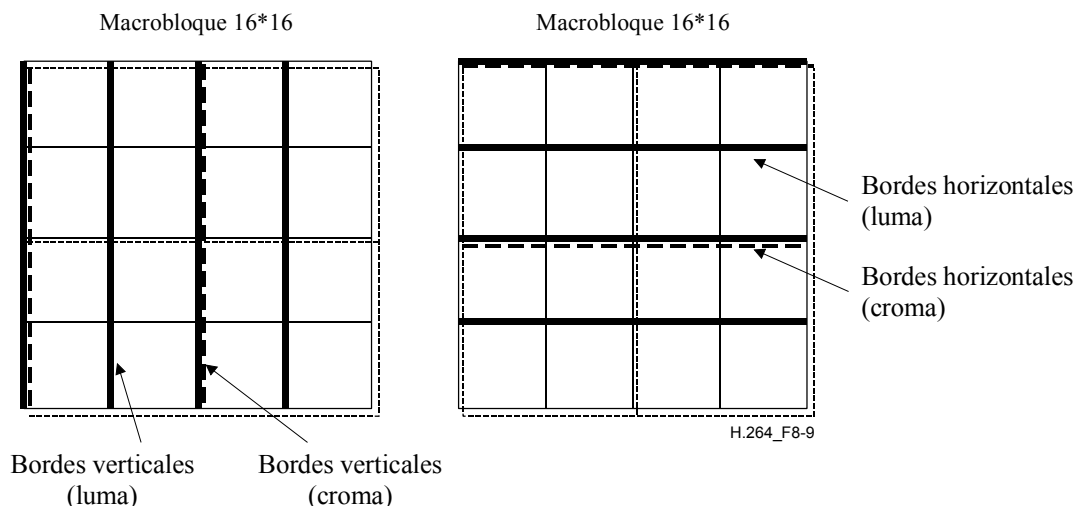 Macrobloque 16*16
Macrobloque 16*16
Bordes horizontales
(luma)
Bordes horizontales
(croma)
H.264_F8-9
Bordes verticales
(luma)
Bordes verticales
(croma)